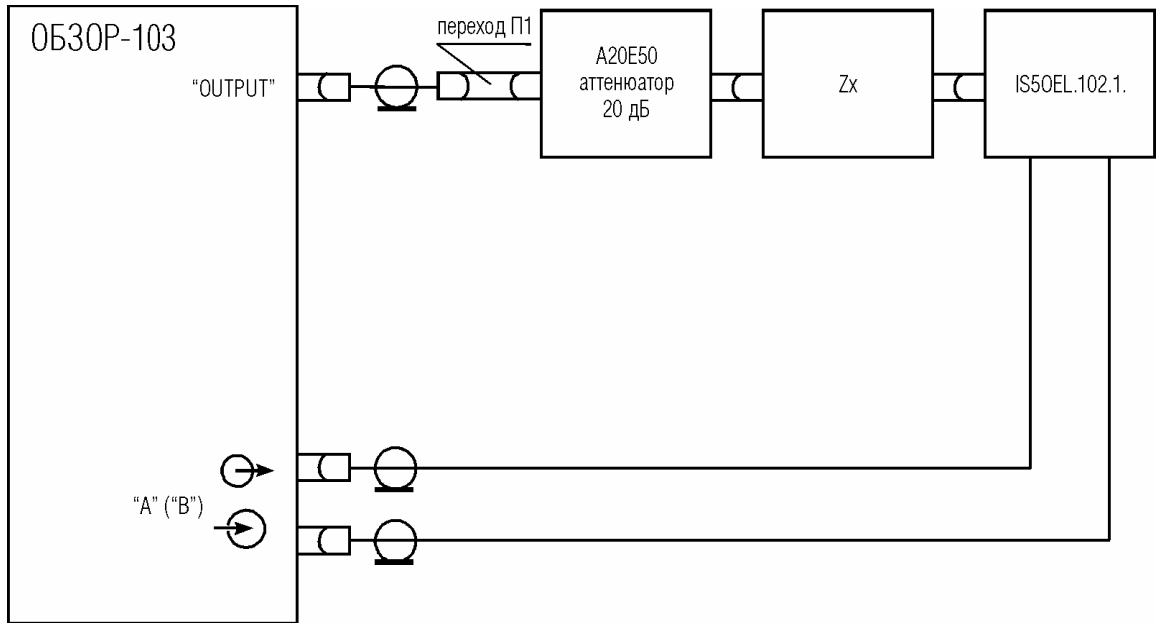 ОБЗОР-103
"OUTPUT"
переход П1
A20E50
аттенюатор
20 дБ
Zx
IS50EL.102.1.
"A" ("B")